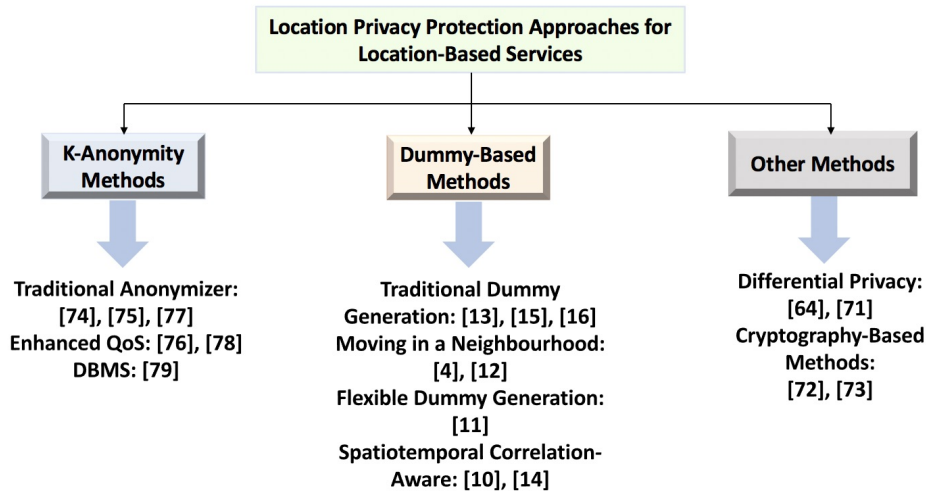 Location Privacy Protection Approaches for
Location-Based Services
K-Anonymity
Methods
Dummy-Based
Methods
Other Methods
Traditional Anonymizer:
[74], [75], [77]
Enhanced QoS: [76], [78]
DBMS: [79]
Traditional Dummy
Generation: [13], [15], [16]
Moving in a Neighbourhood:
[4], [12]
Flexible Dummy Generation:
[11]
Spatiotemporal Correlation-
Aware: [10], [14]
Differential Privacy:
[64], [71]
Cryptography-Based
Methods:
[72], [73]